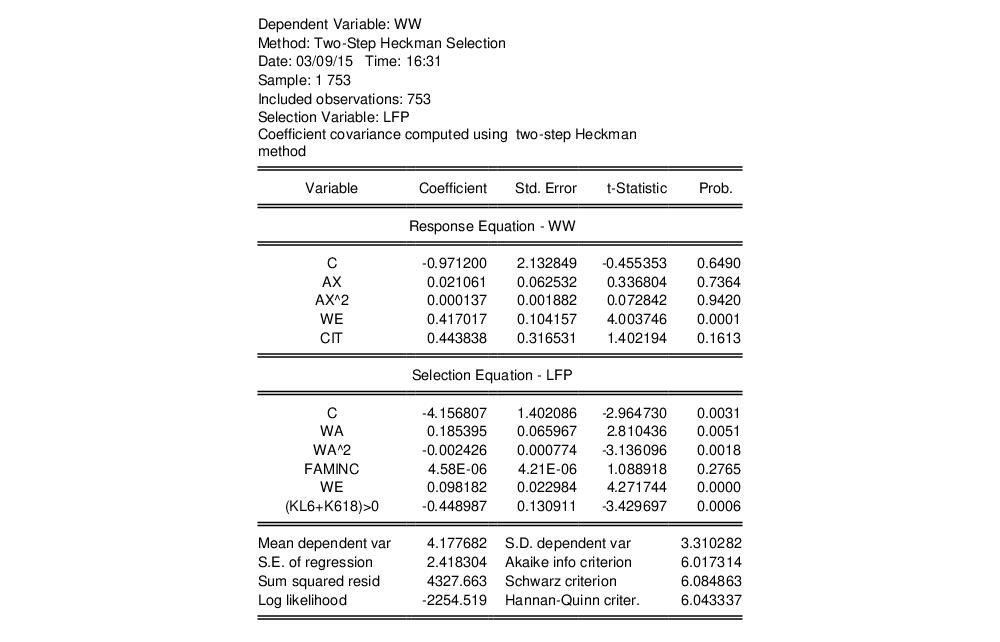 Dependent Variable: WW
Method: Two-Step Heckman Selection
Date: 03/09/15 Time: 16:31
Sample: 1 753
Included observations: 753
Selection Variable: LFP
Coefficient covariance computed using two-step Heckman
method
Variable Coefficient Std. Error t-Statistic Prob.
Response Equation - WW
C -0.971200 2.132849 -0.455353 0.6490
AX 0.021061 0.062532 0.336804 0.7364
AX^2 0.000137 0.001882 0.072842 0.9420
WE 0.417017 0.104157 4.003746 0.0001
CIT 0.443838 0.316531 1.402194 0.1613
Selection Equation - LFP
C -4.156807 1.402086 -2.964730 0.0031
WA 0.185395 0.065967 2.810436 0.0051
WA^2 -0.002426 0.000774 -3.136096 0.0018
FAMINC 4.58E-06 4.21E-06 1.088918 0.2765
WE 0.098182 0.022984 4.271744 0.0000
(KL6+K618)>0 -0.448987 0.130911 -3.429697 0.0006
Mean dependent var 4.177682 S.D. dependent var 3.310282
S.E. of regression 2.418304 Akaike info criterion 6.017314
Sum squared resid 4327.663 Schwarz criterion 6.084863
Log likelihood -2254.519 Hannan-Quinn criter. 6.043337